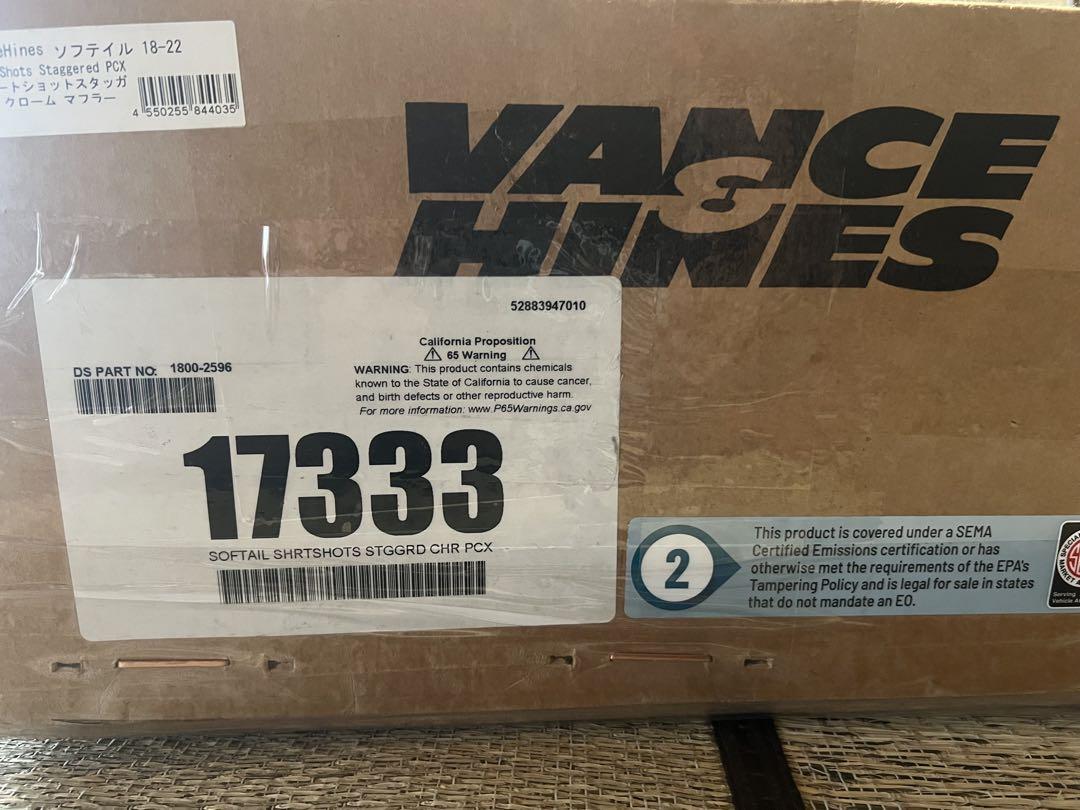 eHines ソフテイル 18-22
Shots Staggered PCX
ートショットスタッガ
クローム マフラー
4 550255 844035
VANCE
&
HINES
52883947010
California Proposition
65 Warning
DS PART NO: 1800-2596
WARNING: This product contains chemicals
known to the State of California to cause cancer,
and birth defects or other reproductive harm.
For more information: www.P65Warnings.ca.gov
17333
SOFTAIL SHRTSHOTS STGGRD CHR PCX
2
This product is covered under a SEMA
Certified Emissions certification or has
otherwise met the requirements of the EPA's
Tampering Policy and is legal for sale in states
that do not mandate an EO.
Serving